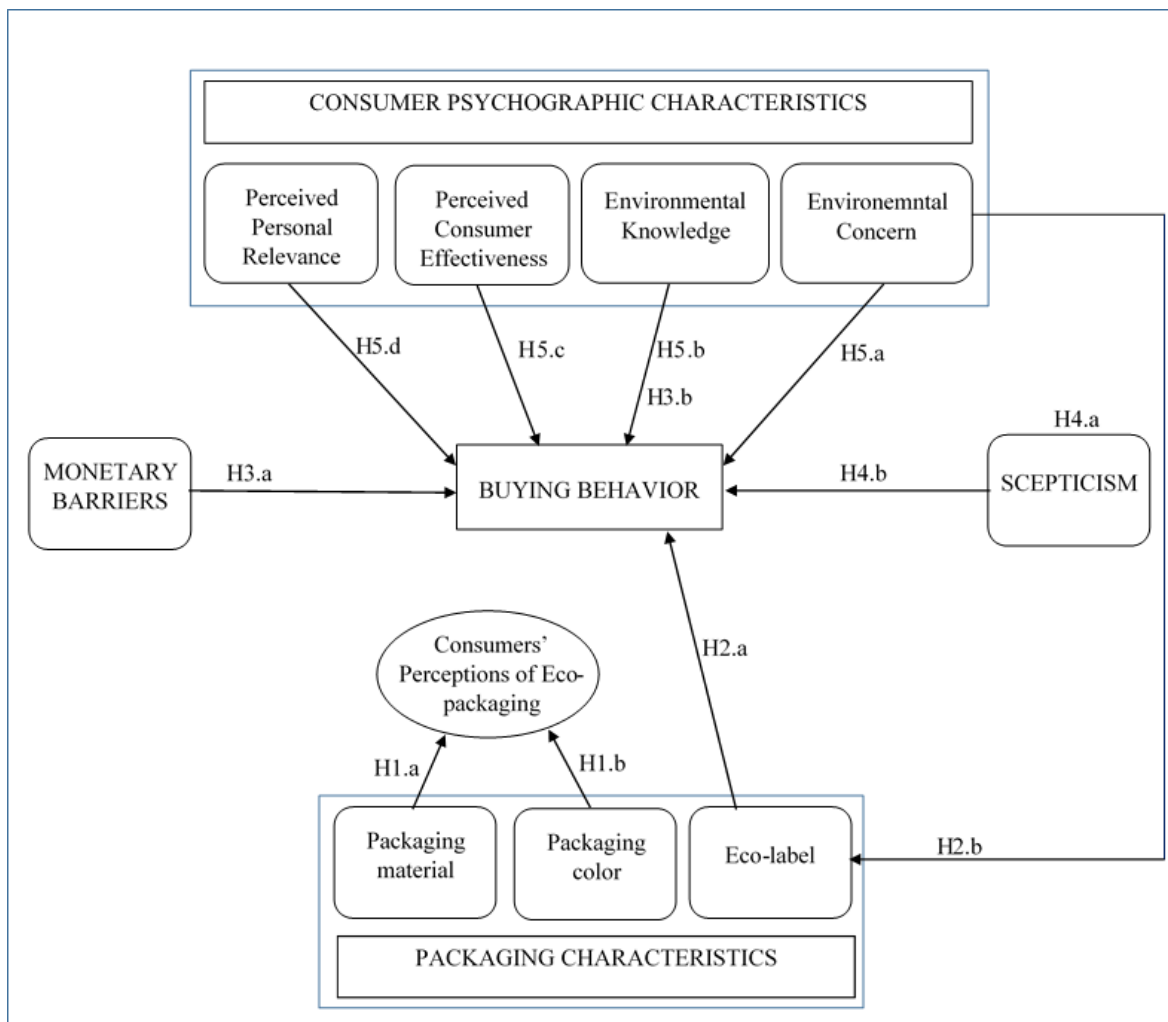 CONSUMER PSYCHOGRAPHIC CHARACTERISTICS
Perceived
Personal
Relevance
Perceived
Consumer
Effectiveness
Environmental
Knowledge
Environemntal
Concern
H5.d
H5.c
H5.b
H5.a
H3.b
MONETARY
BARRIERS
H3.a
BUYING BEHAVIOR
H4.b
H4.a
SCEPTICISM
Consumers’
Perceptions of Eco-
packaging
H2.a
H1.a
H1.b
Packaging
material
Packaging
color
Eco-label
H2.b
PACKAGING CHARACTERISTICS